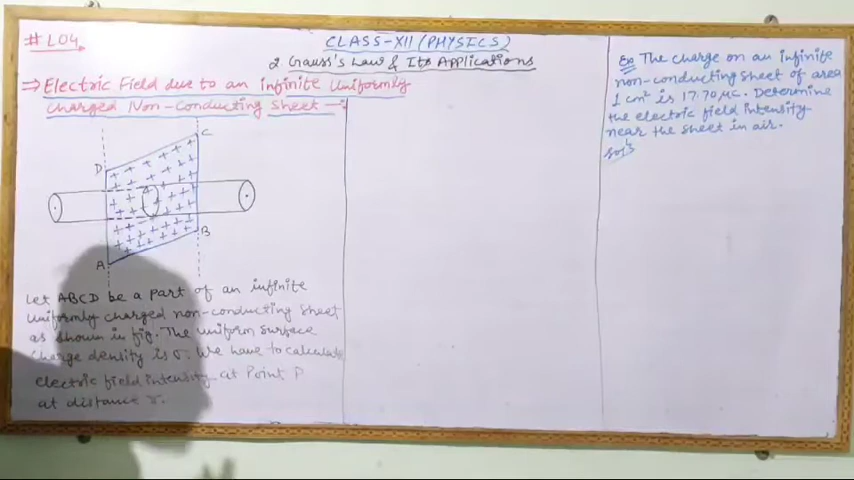 # L04
CLASS-XII (PHYSICS)
2. Gauss's Law & Its Applications
⇒ Electric Field due to an infinite Uniformly
Charged Non-Conducting Sheet —:
D
C
B
A
Let ABCD be a part of an infinite
uniformly charged non-conducting sheet
as shown in fig. The uniform surface
charge density is σ. We have to calculate
electric field intensity at Point P
at distance r.
Ex The charge on an infinite
non-conducting sheet of area
1 cm² is 17.70 μC. Determine
the electric field intensity
near the sheet in air.
Solⁿ